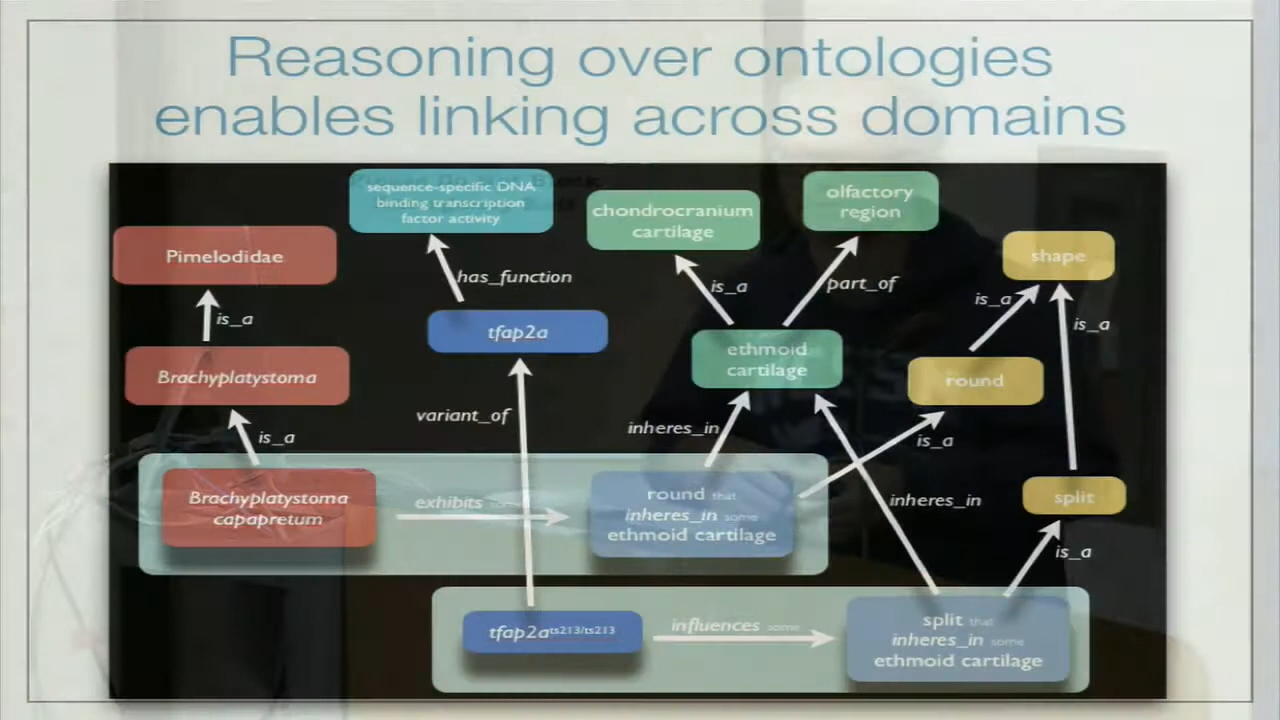 Reasoning over ontologies
enables linking across domains
sequence-specific DNA
binding transcription
factor activity
chondrocranium
cartilage
olfactory
region
Pimelodidae
shape
has_function
is_a
part_of
is_a
is_a
tfap2a
is_a
ethmoid
cartilage
Brachyplatystoma
round
variant_of
inheres_in
is_a
is_a
Brachyplatystoma
capapretum
exhibits some
round that
inheres_in some
ethmoid cartilage
inheres_in
split
is_a
tfap2ats213/ts213
influences some
split that
inheres_in some
ethmoid cartilage